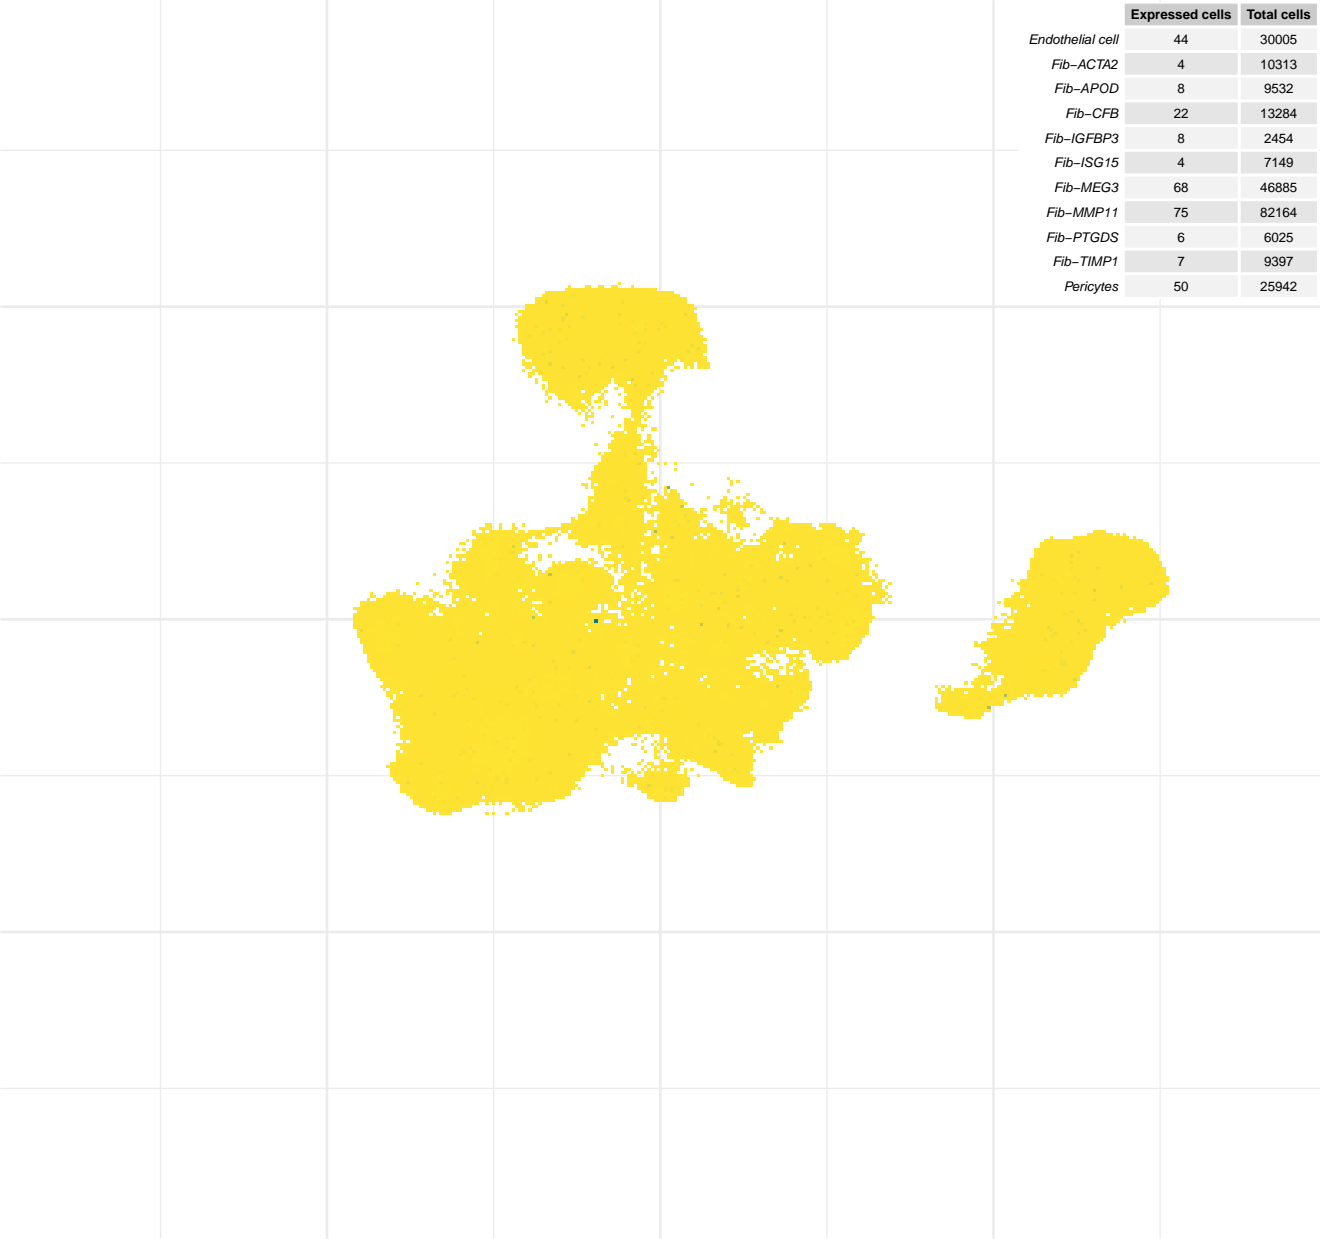 Expressed cells Total cells
Endothelial cell 44 30005
Fib−ACTA2 4 10313
Fib−APOD 8 9532
Fib−CFB 22 13284
Fib−IGFBP3 8 2454
Fib−ISG15 4 7149
Fib−MEG3 68 46885
Fib−MMP11 75 82164
Fib−PTGDS 6 6025
Fib−TIMP1 7 9397
Pericytes 50 25942